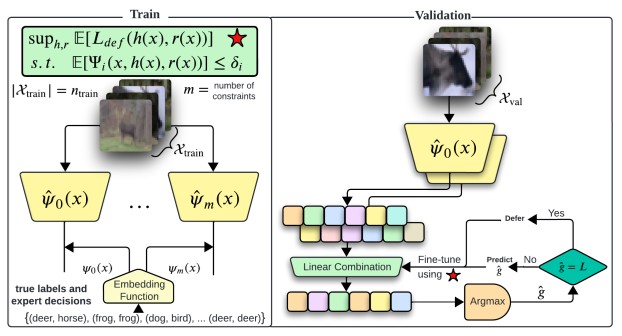 Train
sup_{h,r} 𝔼[L_{def}(h(x), r(x))]
s.t. 𝔼[Ψ_i(x, h(x), r(x))] ≤ δ_i
|𝒳_train| = n_train
m = number of constraints
𝒳_train
ψ̂_0(x)
...
ψ̂_m(x)
ψ_0(x)
ψ_m(x)
true labels and
expert decisions
Embedding
Function
{(deer, horse), (frog, frog), (dog, bird), ... (deer, deer)}
Validation
𝒳_val
ψ̂_0(x)
Linear Combination
Fine-tune
using
Defer
Yes
Predict
ĝ
No
ĝ = L
Argmax
ĝ